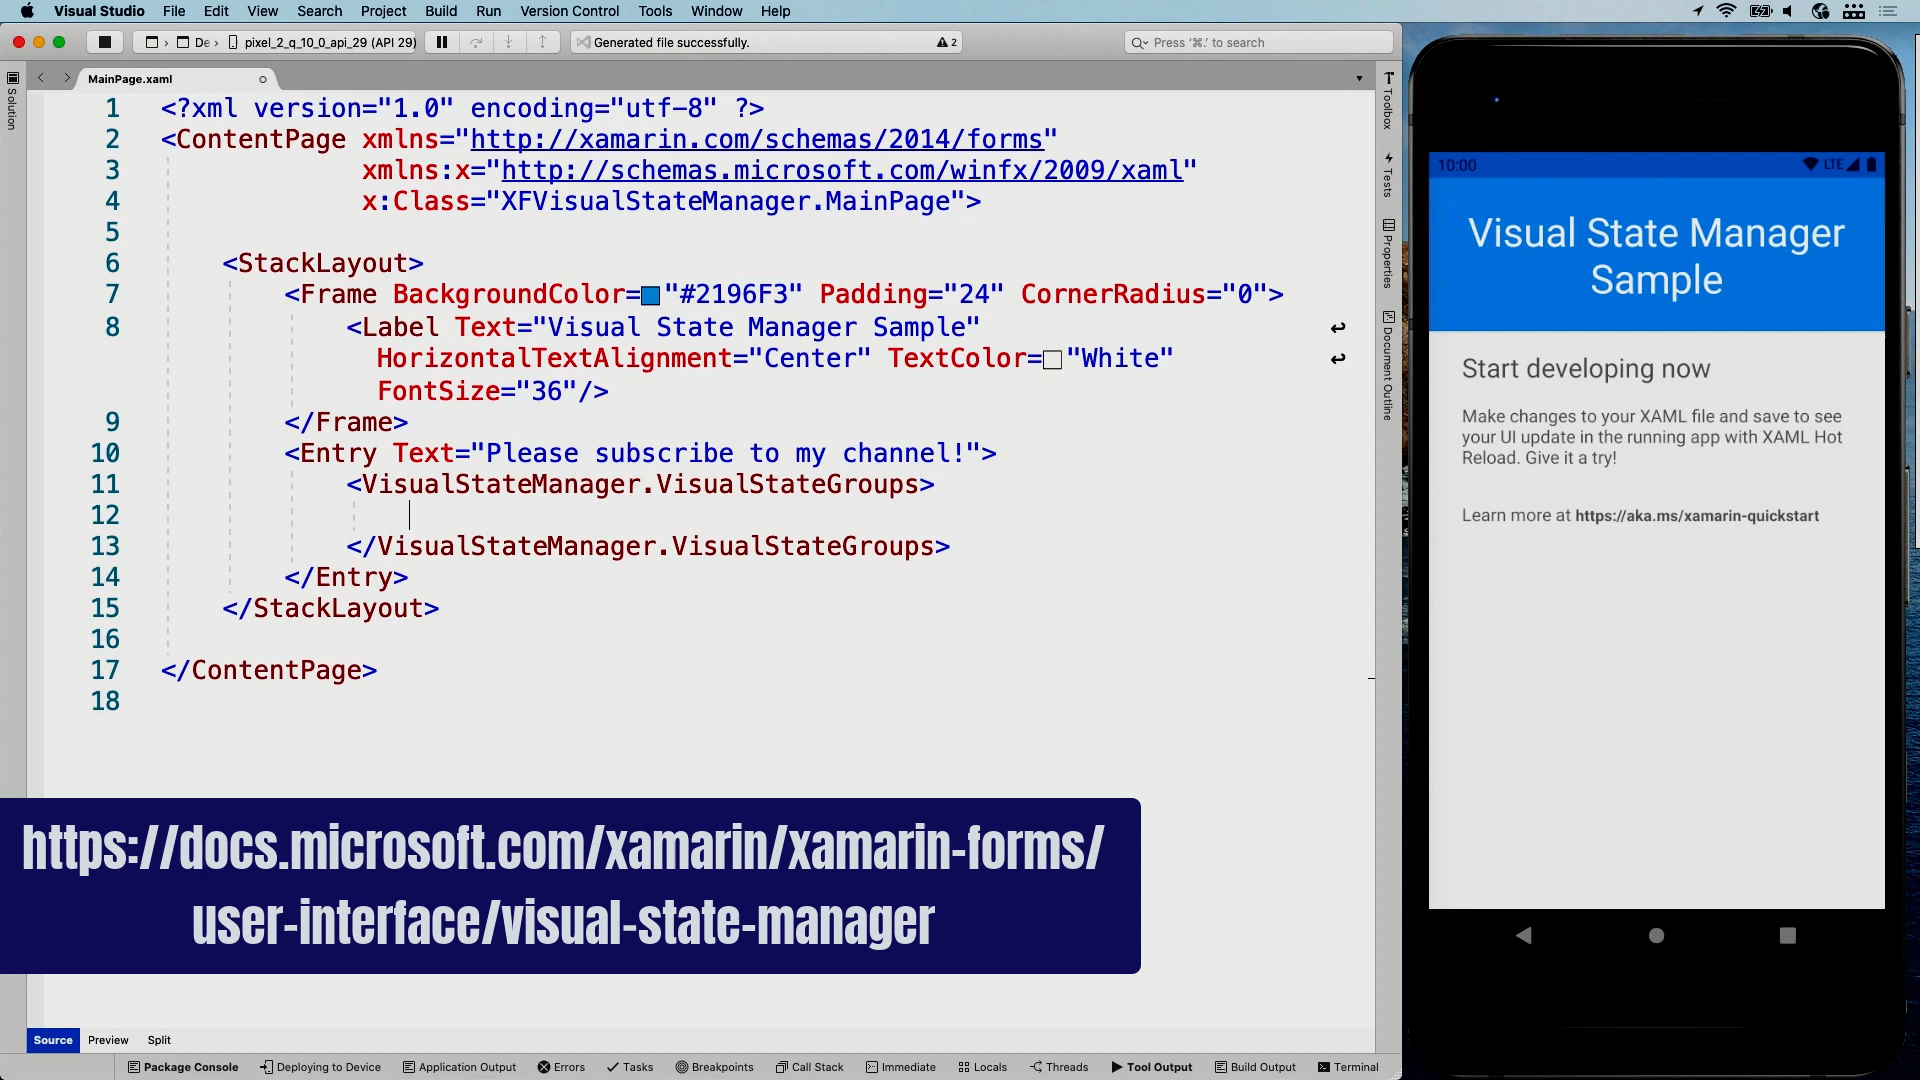 Visual Studio File Edit View Search Project Build Run Version Control Tools Window Help
De pixel_2_q_10_0_api_29 (API 29) Generated file successfully. 2 Press '⌘.' to search
MainPage.xaml
Solution
1 <?xml version="1.0" encoding="utf-8" ?>
2 <ContentPage xmlns="http://xamarin.com/schemas/2014/forms"
3 xmlns:x="http://schemas.microsoft.com/winfx/2009/xaml"
4 x:Class="XFVisualStateManager.MainPage">
5
6 <StackLayout>
7 <Frame BackgroundColor="#2196F3" Padding="24" CornerRadius="0">
8 <Label Text="Visual State Manager Sample"
HorizontalTextAlignment="Center" TextColor="White"
FontSize="36"/>
9 </Frame>
10 <Entry Text="Please subscribe to my channel!">
11 <VisualStateManager.VisualStateGroups>
12
13 </VisualStateManager.VisualStateGroups>
14 </Entry>
15 </StackLayout>
16
17 </ContentPage>
18
Toolbox
Tests
Properties
Document Outline
https://docs.microsoft.com/xamarin/xamarin-forms/
user-interface/visual-state-manager
Source Preview Split
Package Console Deploying to Device Application Output Errors Tasks Breakpoints Call Stack Immediate Locals Threads Tool Output Build Output Terminal
10:00 LTE
Visual State Manager
Sample
Start developing now
Make changes to your XAML file and save to see
your UI update in the running app with XAML Hot
Reload. Give it a try!
Learn more at https://aka.ms/xamarin-quickstart